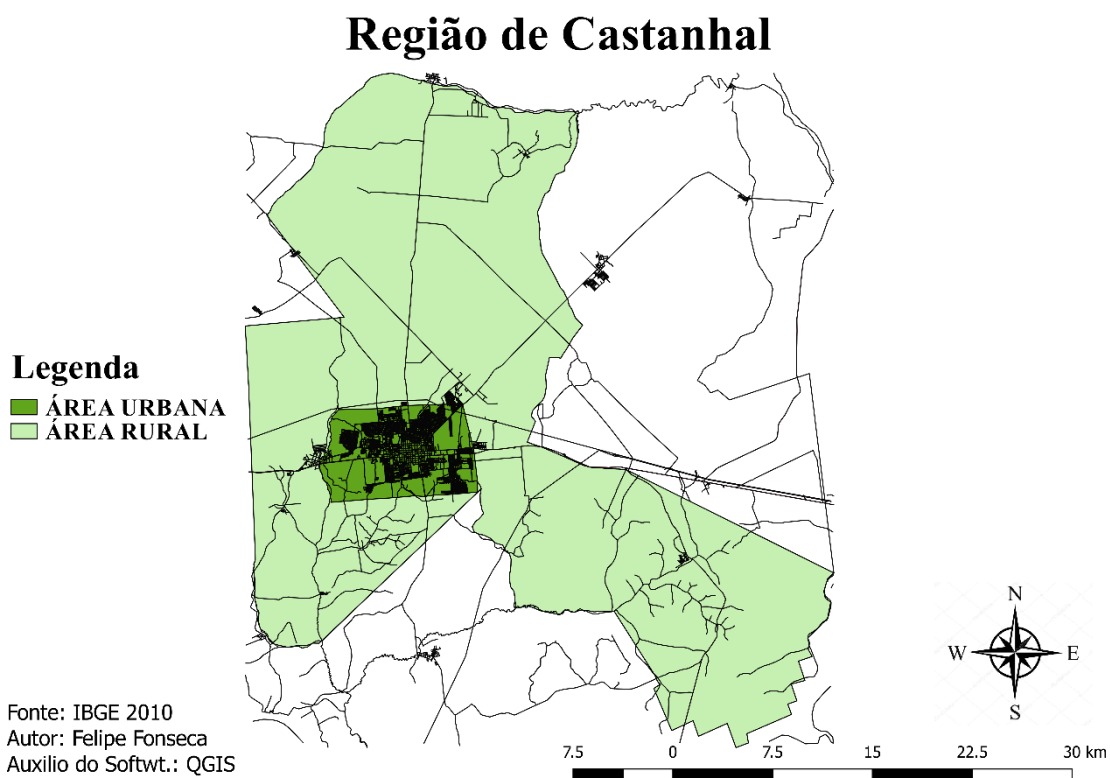 Região de Castanhal
Legenda
ÁREA URBANA
ÁREA RURAL
N
W
E
S
Fonte: IBGE 2010
Autor: Felipe Fonseca
Auxilio do Softwt.: QGIS
7.5 0 7.5 15 22.5 30 km